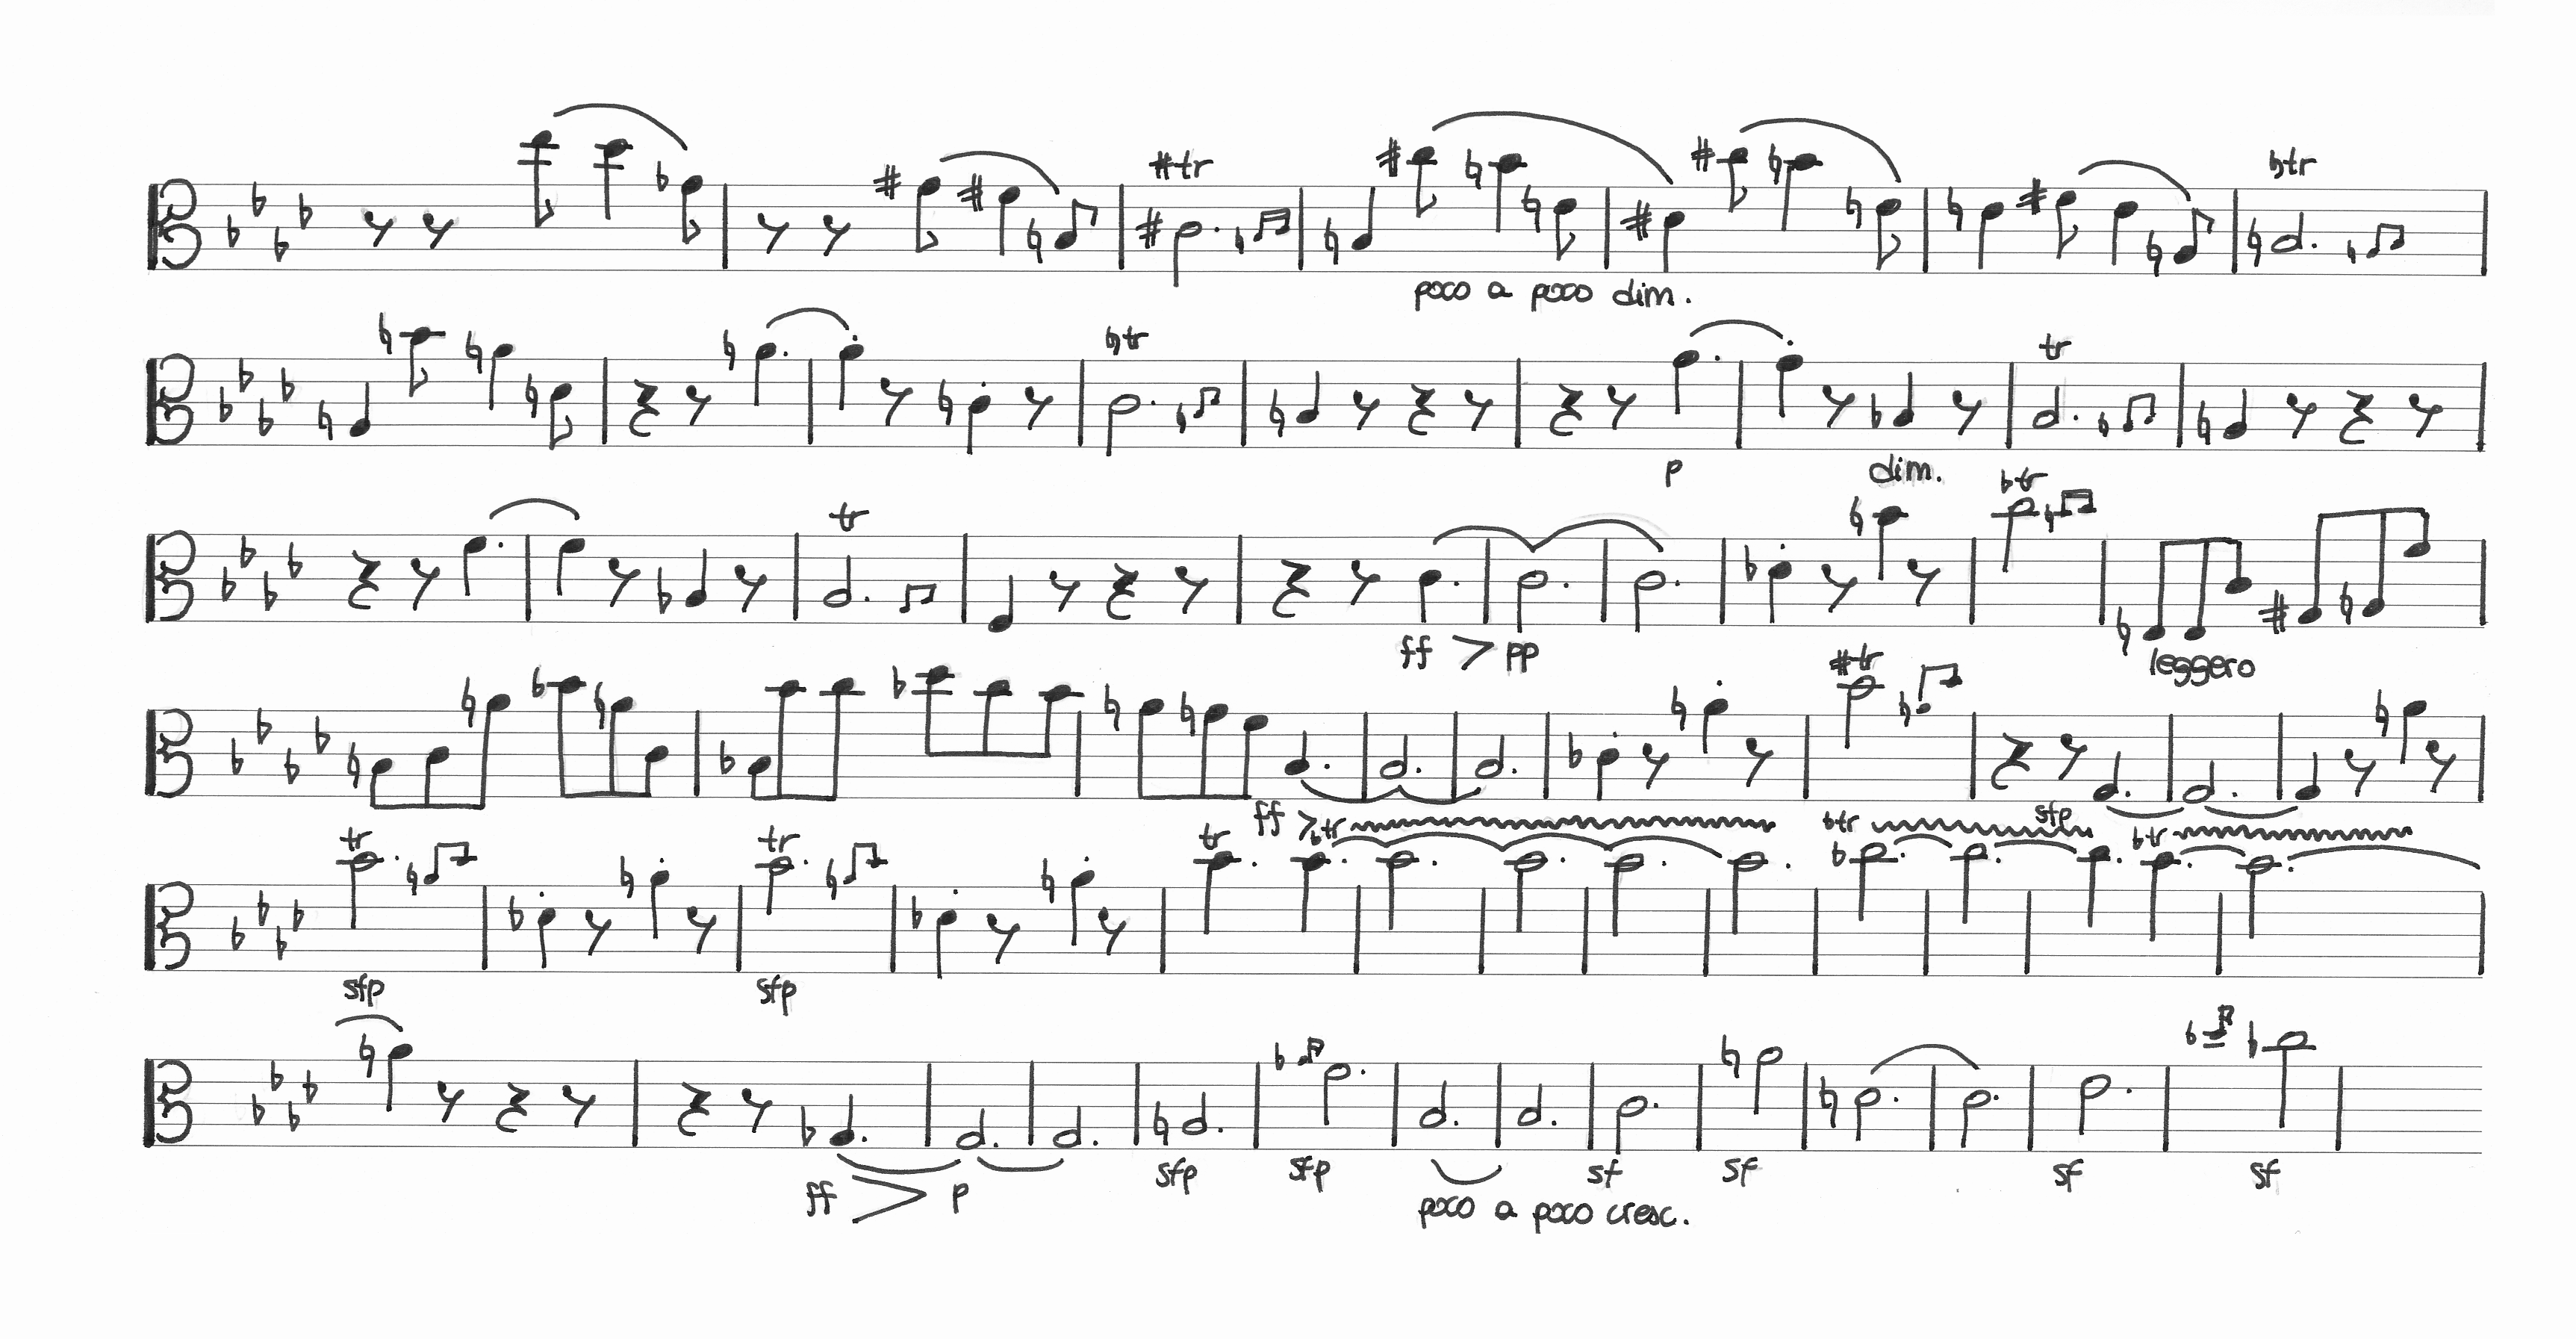 tr tr
poco a poco dim.
tr tr
p dim.
tr tr
ff pp leggero
tr
ff sfp
tr tr tr tr tr tr
sfp sfp
ff p sfp sfp sf sf sf sf
poco a poco cresc.